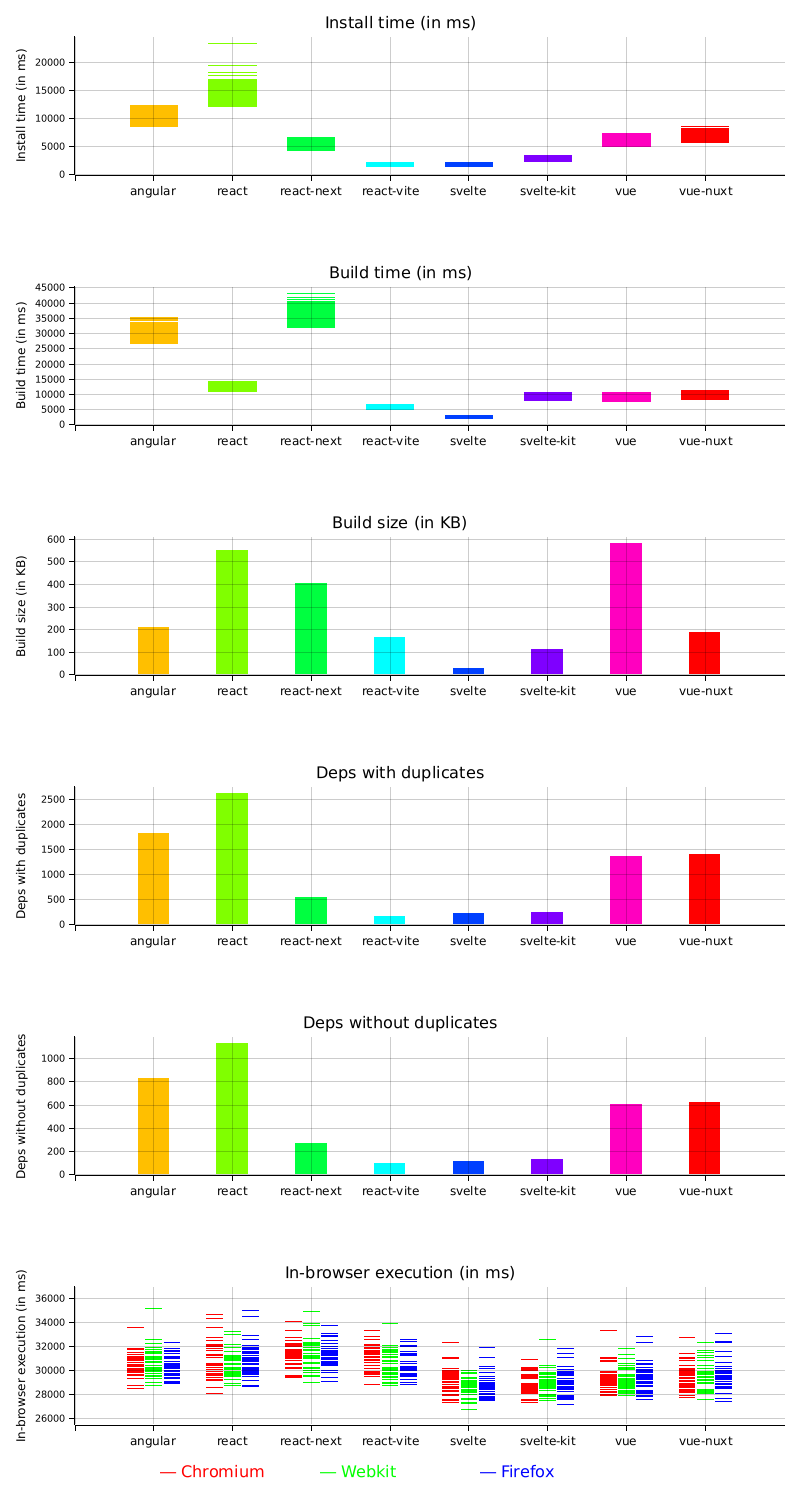 Install time (in ms)
Install time (in ms)
20000
15000
10000
5000
0
angular react react-next react-vite svelte svelte-kit vue vue-nuxt
Build time (in ms)
Build time (in ms)
45000
40000
35000
30000
25000
20000
15000
10000
5000
0
angular react react-next react-vite svelte svelte-kit vue vue-nuxt
Build size (in KB)
Build size (in KB)
600
500
400
300
200
100
0
angular react react-next react-vite svelte svelte-kit vue vue-nuxt
Deps with duplicates
Deps with duplicates
2500
2000
1500
1000
500
0
angular react react-next react-vite svelte svelte-kit vue vue-nuxt
Deps without duplicates
Deps without duplicates
1000
800
600
400
200
0
angular react react-next react-vite svelte svelte-kit vue vue-nuxt
In-browser execution (in ms)
In-browser execution (in ms)
36000
34000
32000
30000
28000
26000
angular react react-next react-vite svelte svelte-kit vue vue-nuxt
Chromium Webkit Firefox